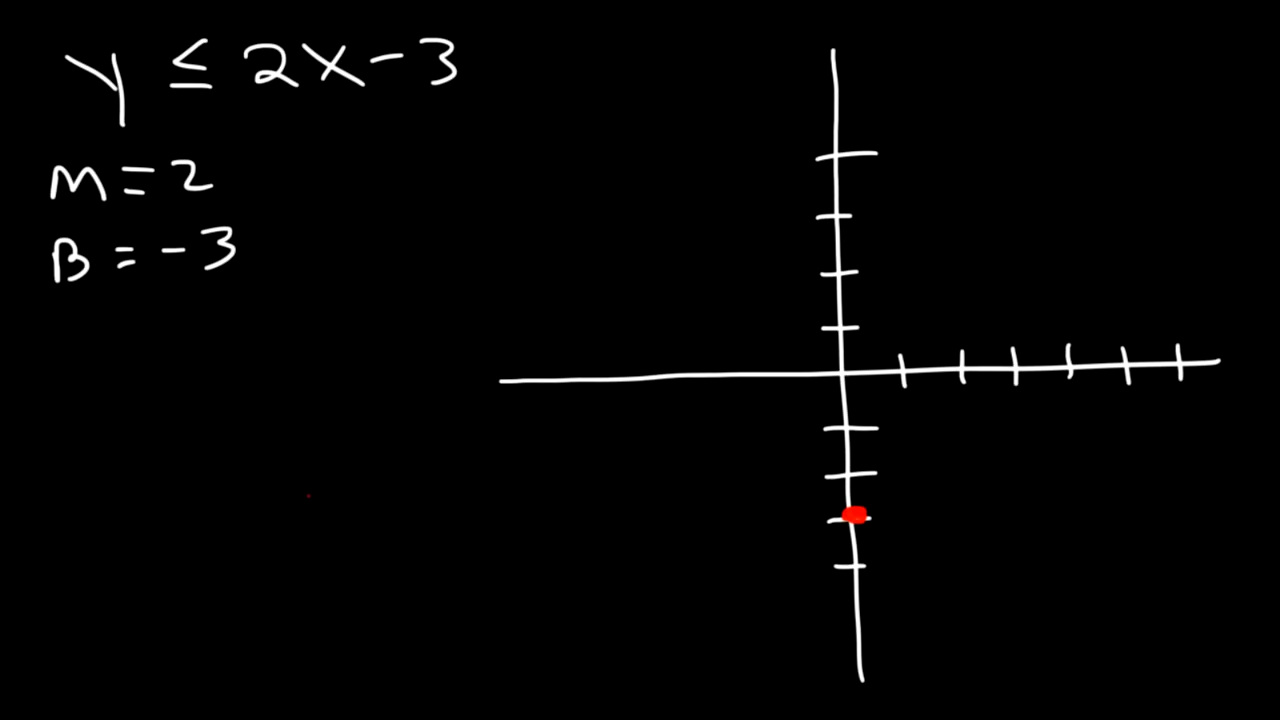 y ≤ 2x - 3
m = 2
B = -3